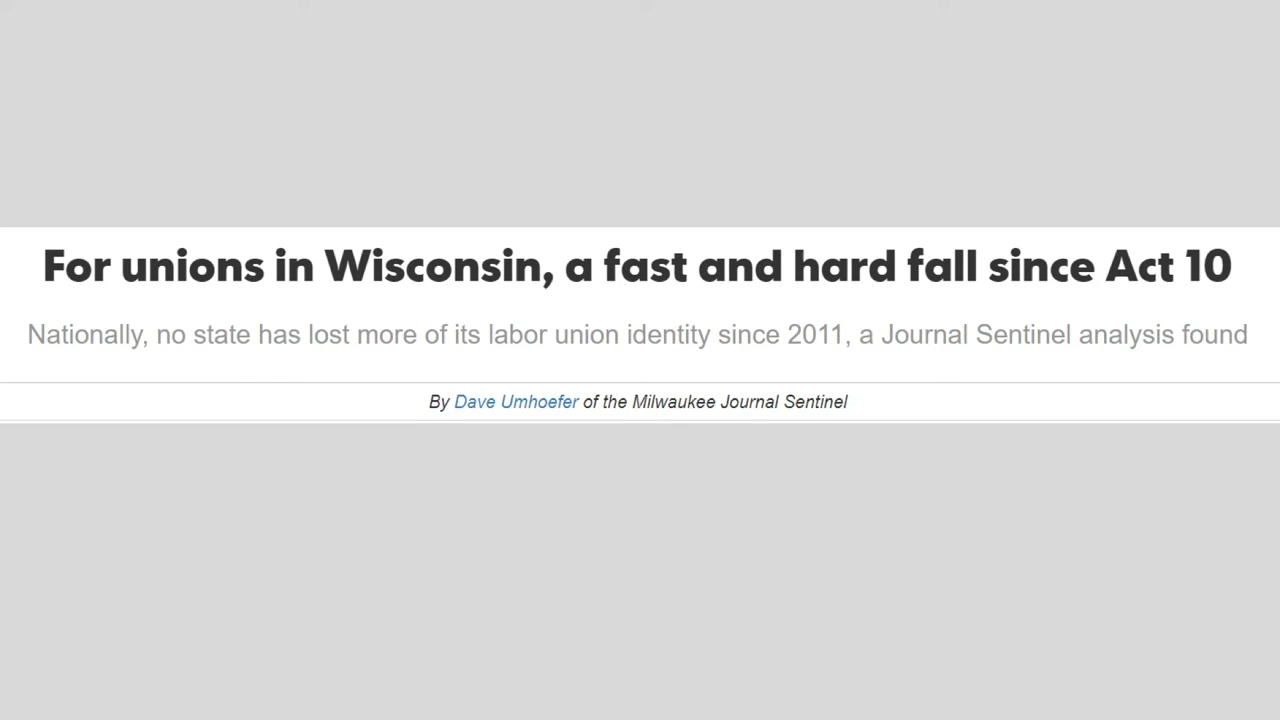 For unions in Wisconsin, a fast and hard fall since Act 10
Nationally, no state has lost more of its labor union identity since 2011, a Journal Sentinel analysis found
By Dave Umhoefer of the Milwaukee Journal Sentinel